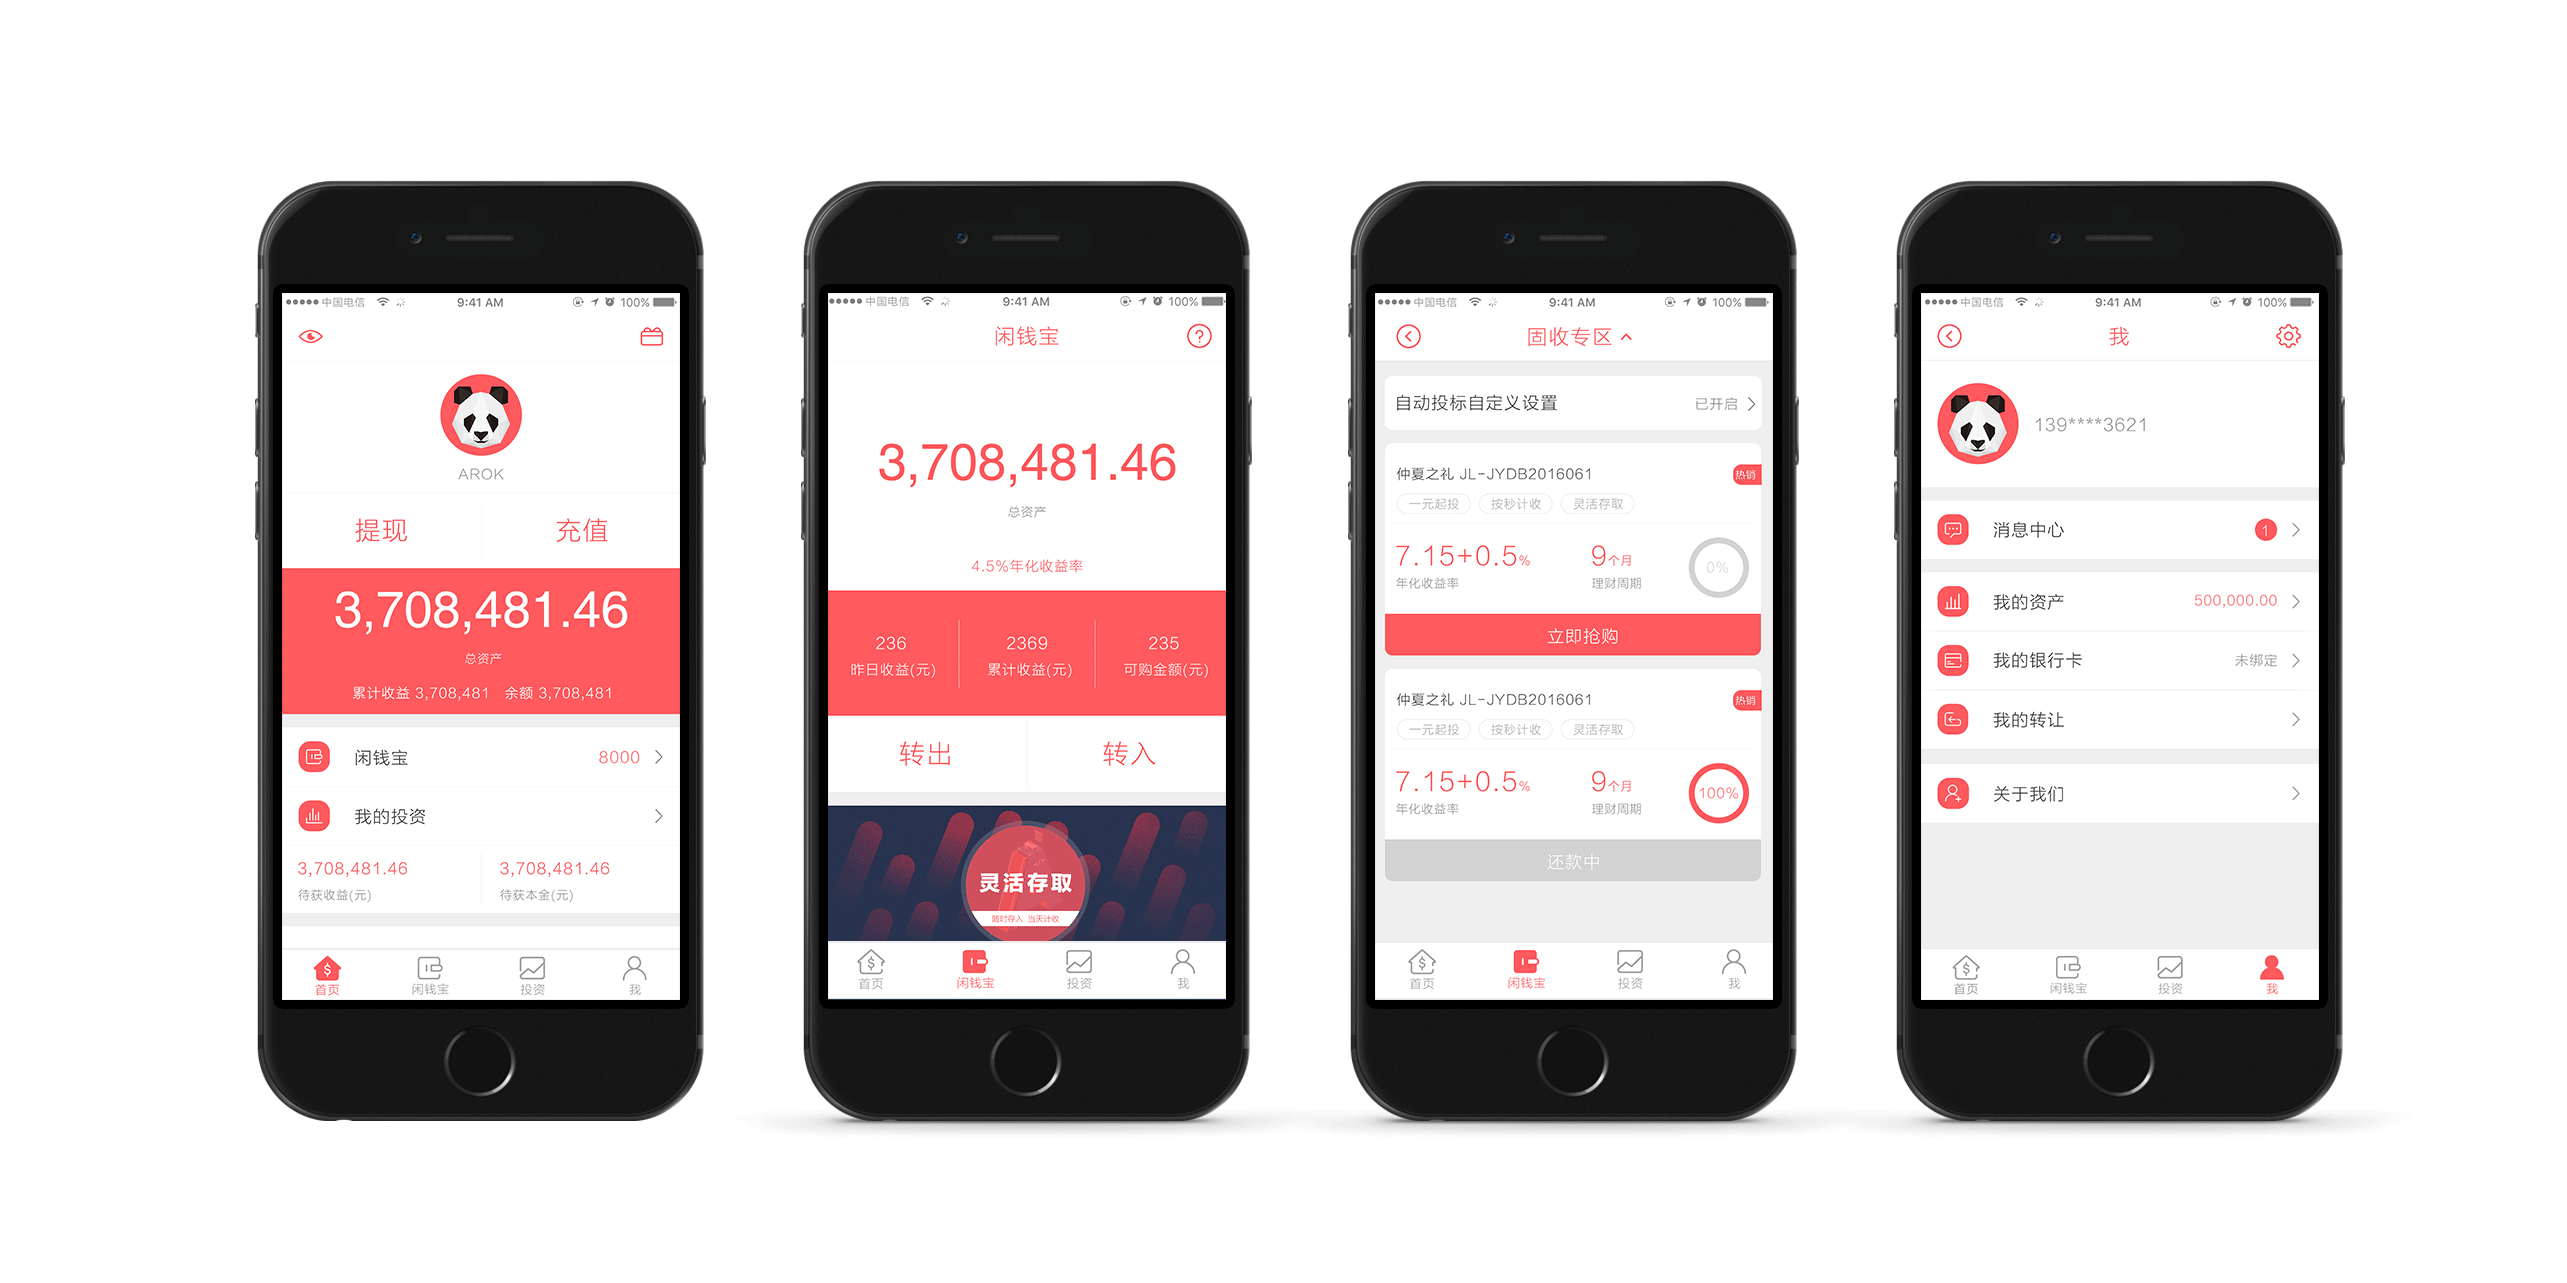 中国电信 9:41 AM 100%
AROK
提现 充值
3,708,481.46
总资产
累计收益 3,708,481 余额 3,708,481
闲钱宝 8000
我的投资
3,708,481.46 3,708,481.46
待获收益(元) 待获本金(元)
首页 闲钱宝 投资 我
中国电信 9:41 AM 100%
闲钱宝
3,708,481.46
总资产
4.5%年化收益率
236 2369 235
昨日收益(元) 累计收益(元) 可购金额(元)
转出 转入
灵活存取
随时存入 当天计收
首页 闲钱宝 投资 我
中国电信 9:41 AM 100%
固收专区
自动投标自定义设置 已开启
仲夏之礼 JL-JYDB2016061 热销
一元起投 按秒计收 灵活存取
7.15+0.5% 9个月 0%
年化收益率 理财周期
立即抢购
仲夏之礼 JL-JYDB2016061 热销
一元起投 按秒计收 灵活存取
7.15+0.5% 9个月 100%
年化收益率 理财周期
还款中
首页 闲钱宝 投资 我
中国电信 9:41 AM 100%
我
139****3621
消息中心 1
我的资产 500,000.00
我的银行卡 未绑定
我的转让
关于我们
首页 闲钱宝 投资 我